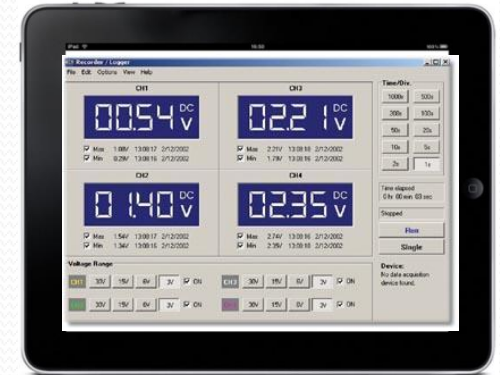 iPad
16:50
Recorder / Logger
File Edit Options View Help
CH1
00.54 DC V
Max 1.08V 13:08:17 2/12/2002
Min 0.29V 13:08:16 2/12/2002
CH3
02.21 DC V
Max 2.21V 13:08:18 2/12/2002
Min 1.79V 13:08:16 2/12/2002
CH2
01.40 DC V
Max 1.54V 13:08:17 2/12/2002
Min 1.34V 13:08:16 2/12/2002
CH4
02.35 DC V
Max 2.74V 13:08:16 2/12/2002
Min 2.35V 13:08:18 2/12/2002
Time/Div.
1000s 500s
200s 100s
50s 20s
10s 5s
2s 1s
Time elapsed
0 hr 00 min 03 sec
Stopped
Run
Single
Voltage Range
CH1 30V 15V 6V 3V ON
CH3 30V 15V 6V 3V ON
30V 15V 6V 3V ON
30V 15V 6V 3V ON
Device:
No data acquisition
device found.